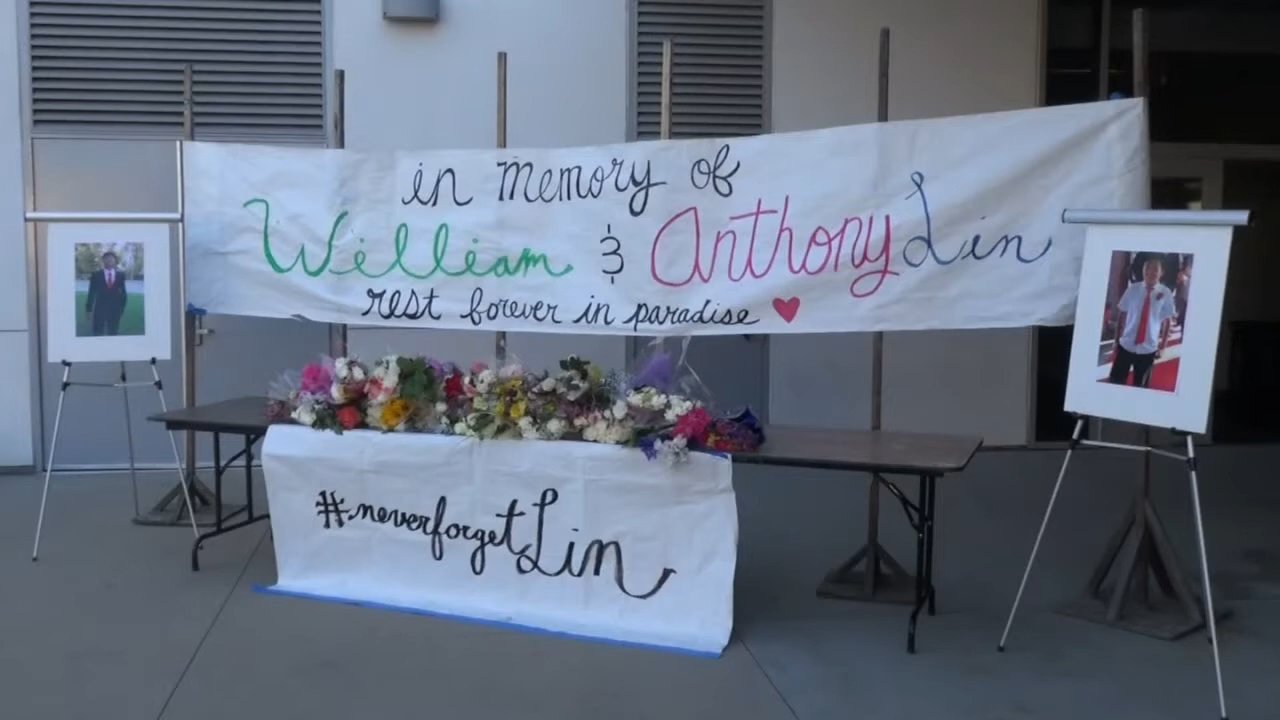 in memory of
William & Anthony Lin
rest forever in paradise ♥
#neverforgetLin